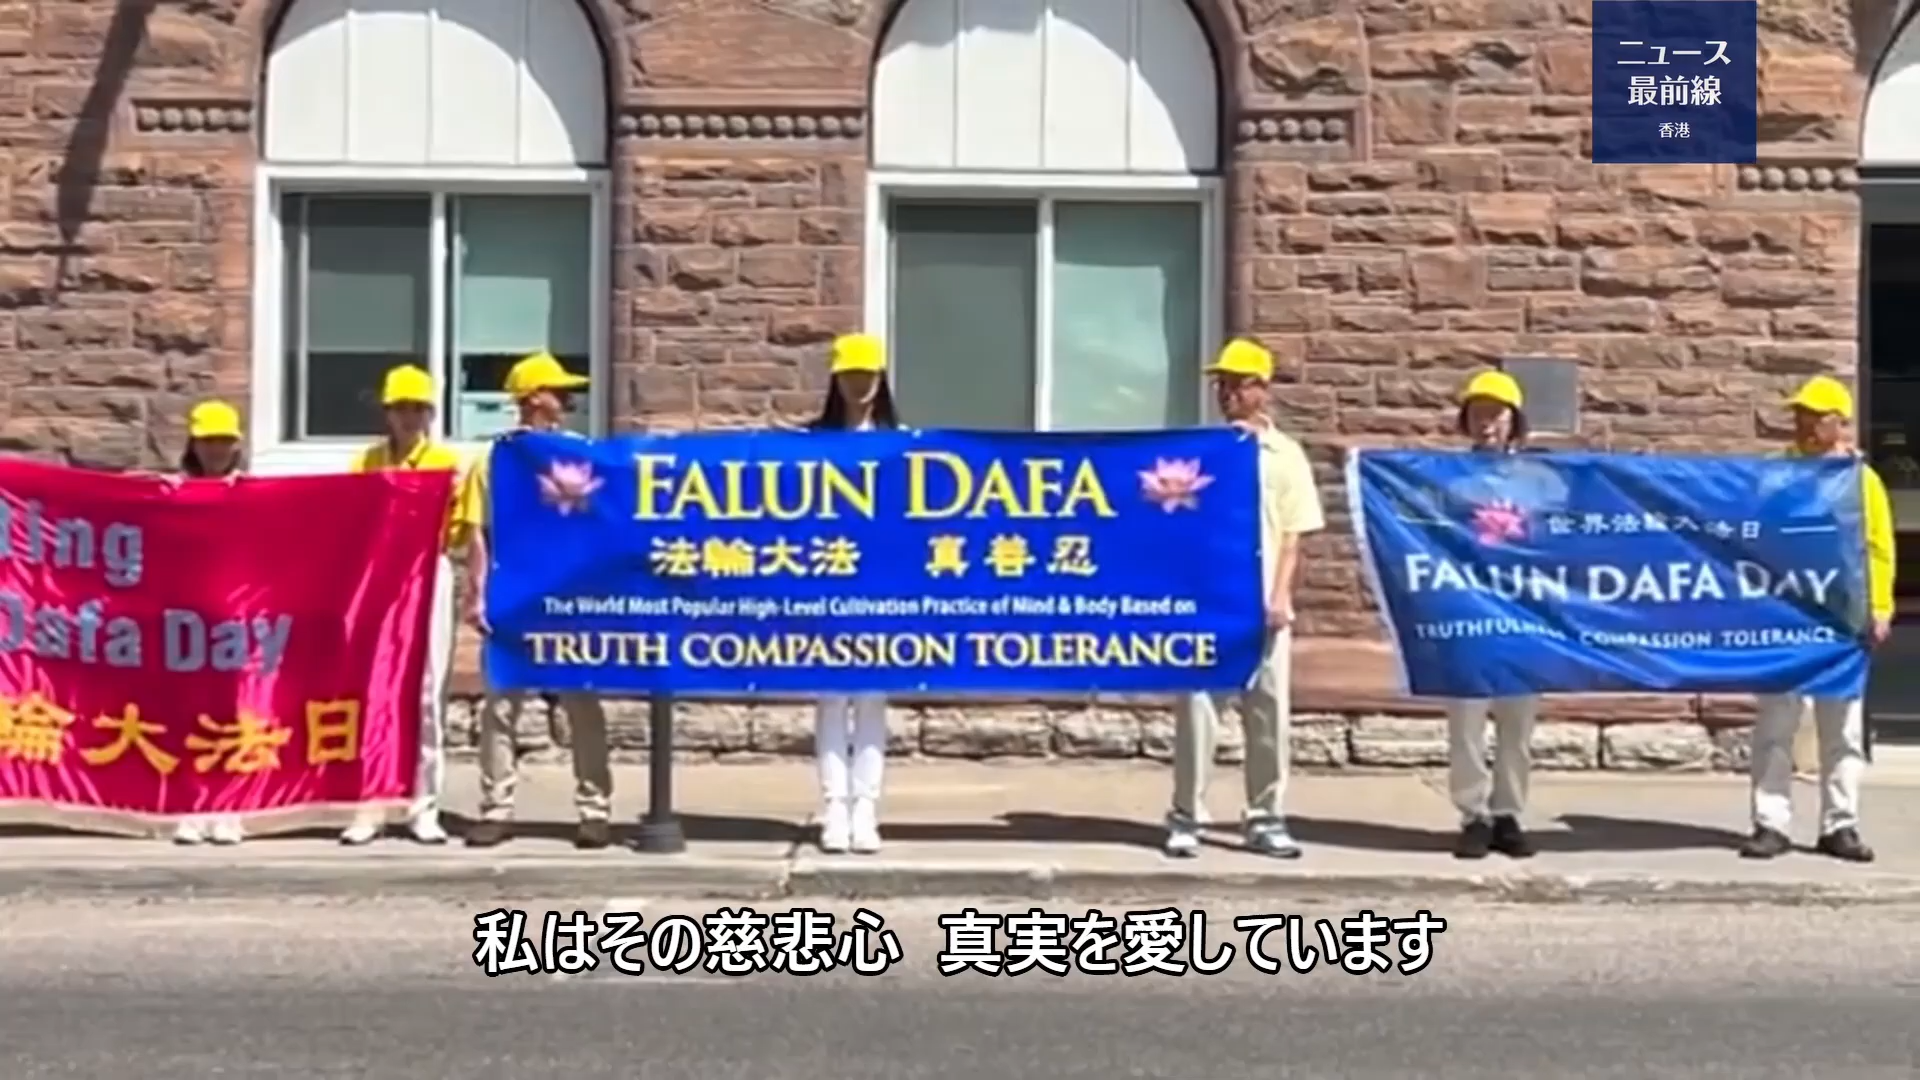 ニュース
最前線
香港
Dafa Day
輪大法日
FALUN DAFA
法輪大法 真善忍
The World Most Popular High-Level Cultivation Practice of Mind & Body Based on
TRUTH COMPASSION TOLERANCE
世界法輪大法日
FALUN DAFA DAY
TRUTHFULNESS COMPASSION TOLERANCE
私はその慈悲心 真実を愛しています